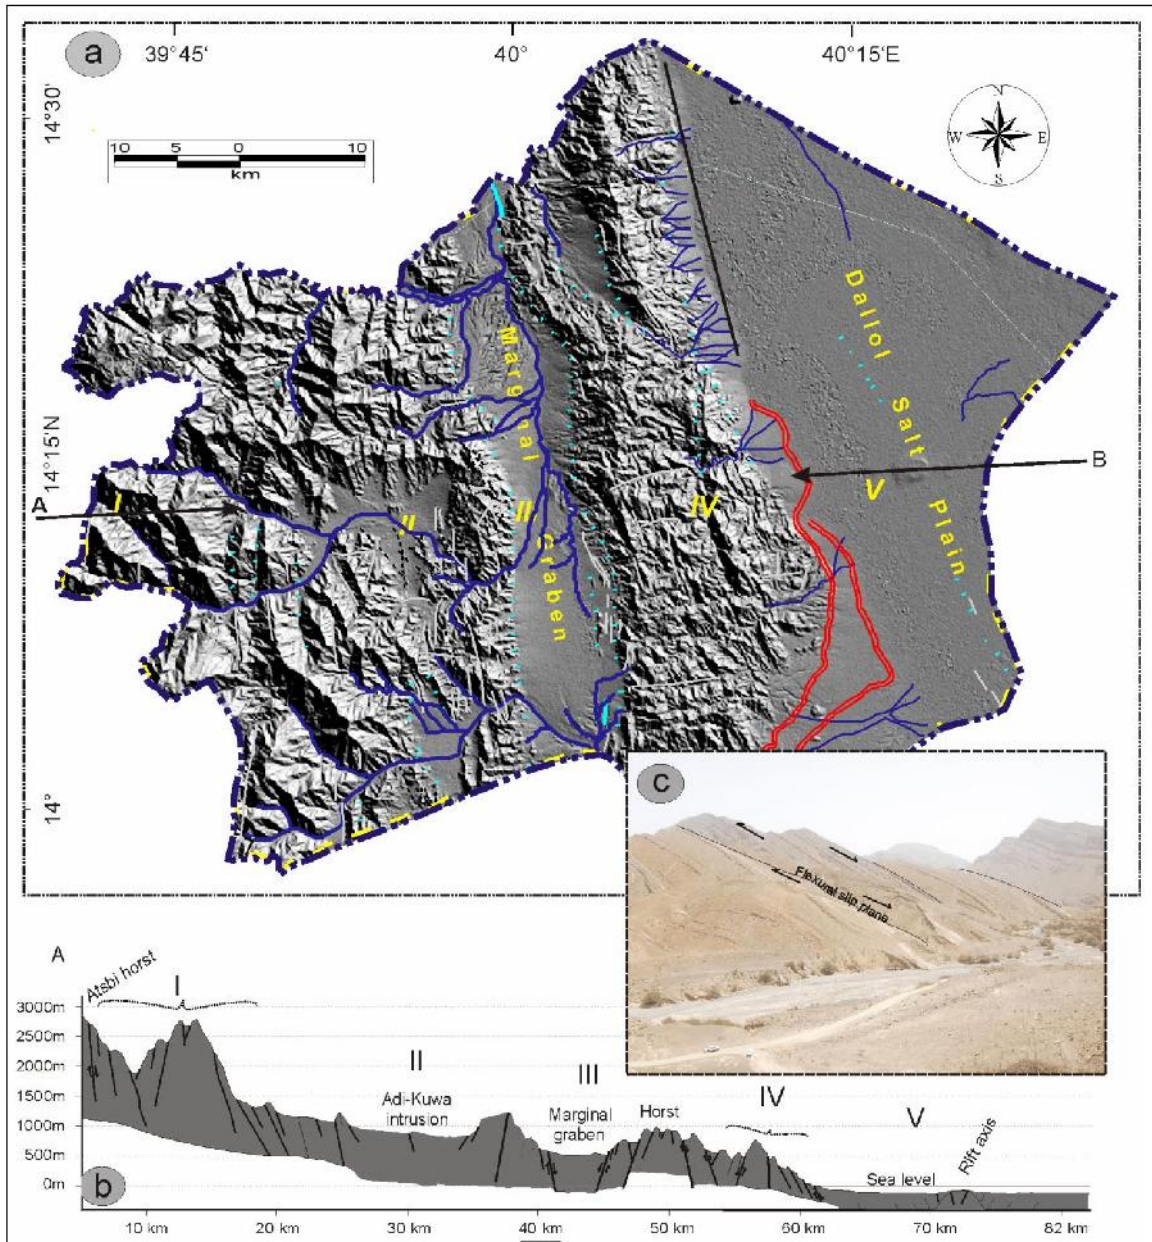 a
39°45'
40°
40°15'E
14°30'
14°15'N
14°
10 5 0 10
km
N
W E
S
Marginal Graben
Dallol Salt Plain
A
B
I
II
II
IV
V
c
Flexural slip plane
A
Atsbi horst
I
II
III
IV
V
Adi-Kuwa
intrusion
Marginal
graben
Horst
Sea level
Rift axis
3000m
2500m
2000m
1500m
1000m
500m
0m
b
10 km 20 km 30 km 40 km 50 km 60 km 70 km 82 km